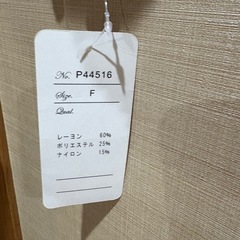 No. P44516
Size. F
Qual.
レーヨン 60%
ポリエステル 25%
ナイロン 15%